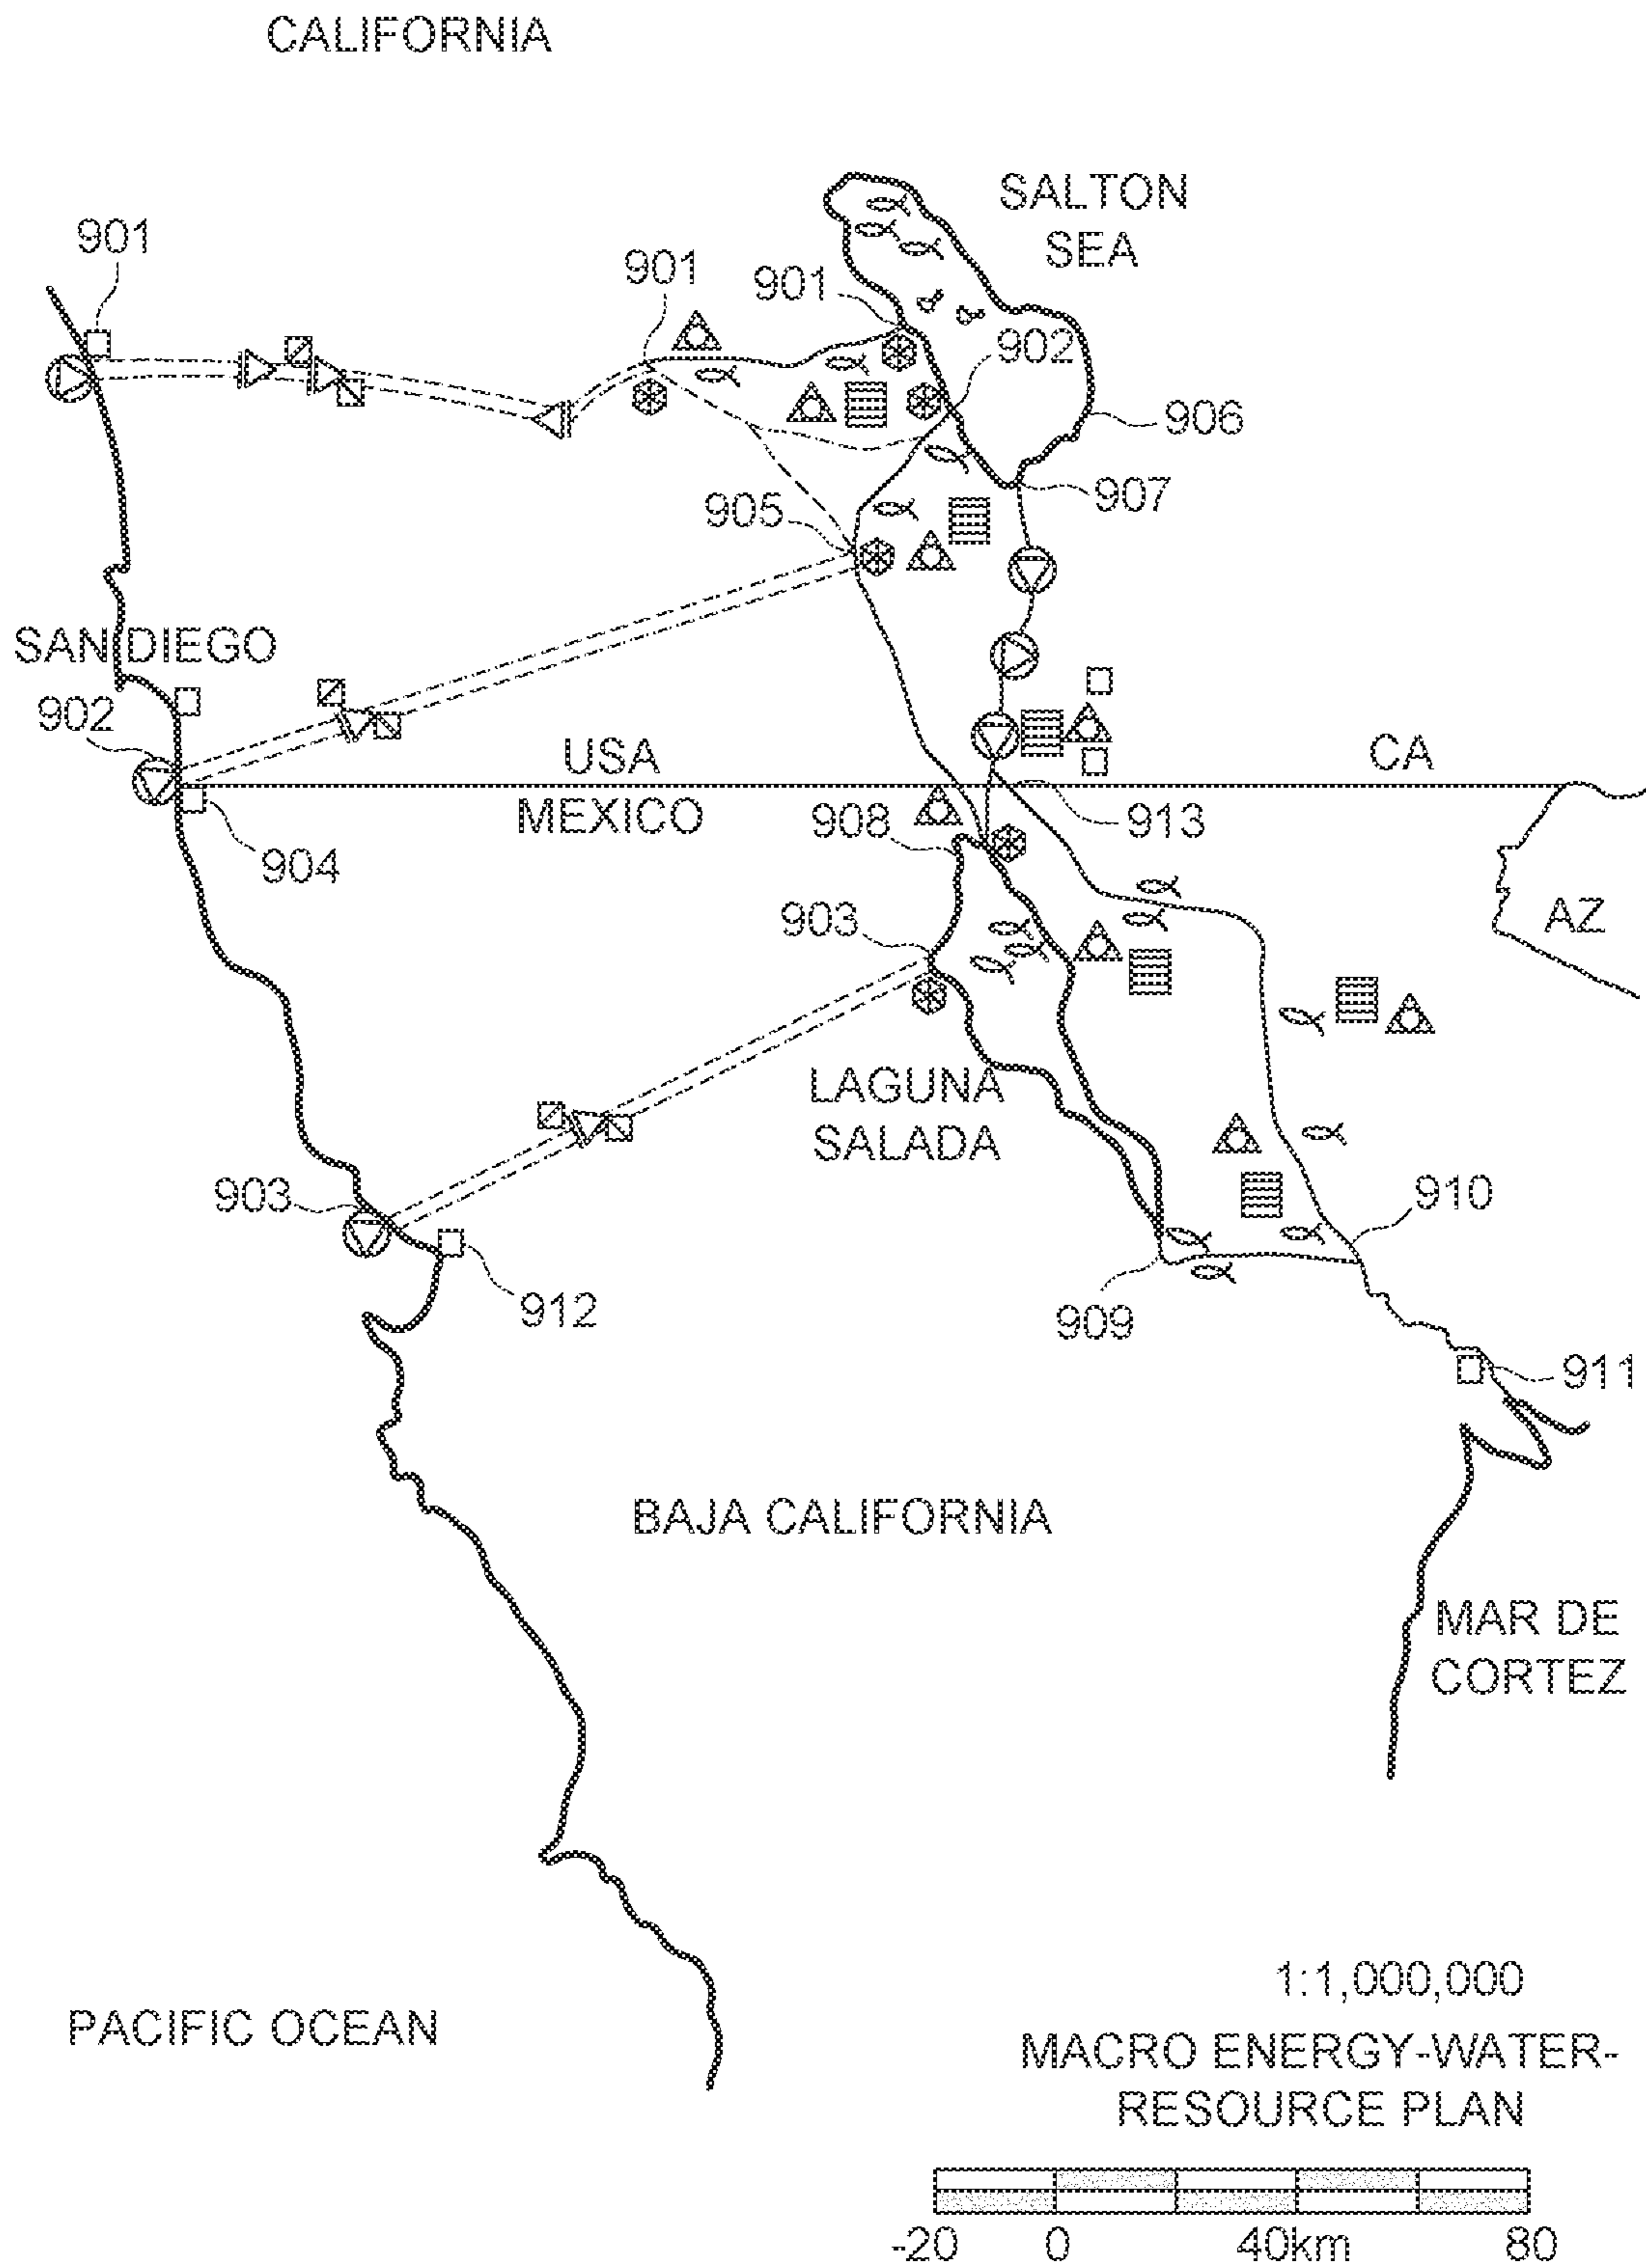 CALIFORNIA
SALTON
SEA
901
901
901
902
906
907
905
SAN DIEGO
902
USA
CA
MEXICO
908
913
904
903
AZ
LAGUNA
SALADA
903
910
912
909
911
BAJA CALIFORNIA
MAR DE
CORTEZ
1:1,000,000
PACIFIC OCEAN
MACRO ENERGY-WATER-
RESOURCE PLAN
-20 0 40km 80